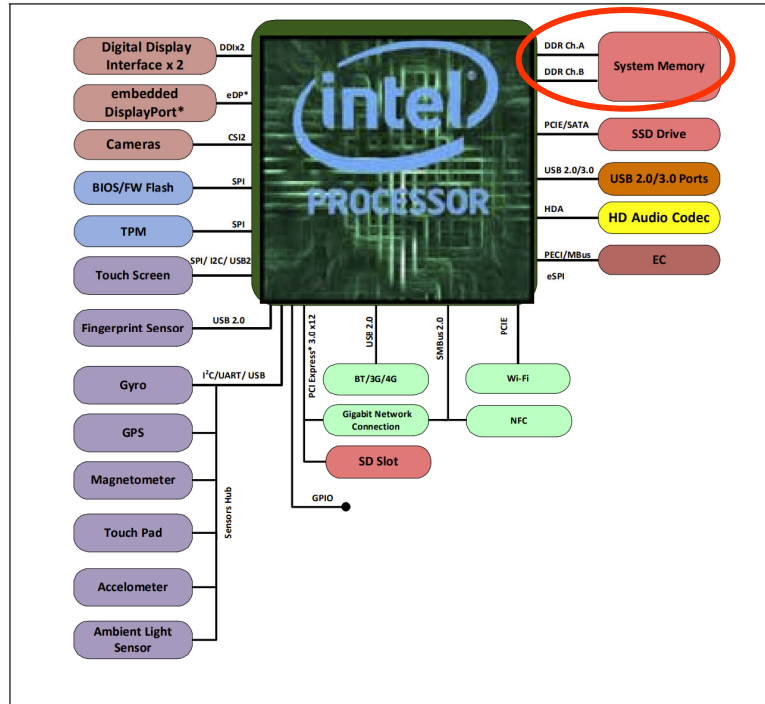 Digital Display
Interface x 2
DDIx2
embedded
DisplayPort*
eDP*
Cameras
CSI2
BIOS/FW Flash
SPI
TPM
SPI
Touch Screen
SPI/ I2C/ USB2
Fingerprint Sensor
USB 2.0
Gyro
I²C/UART/ USB
GPS
Magnetometer
Touch Pad
Accelometer
Ambient Light
Sensor
Sensors Hub
intel
PROCESSOR
DDR Ch.A
DDR Ch.B
System Memory
PCIE/SATA
SSD Drive
USB 2.0/3.0
USB 2.0/3.0 Ports
HDA
HD Audio Codec
PECI/MBus
eSPI
EC
PCI Express* 3.0 x12
USB 2.0
SMBus 2.0
PCIE
BT/3G/4G
Wi-Fi
Gigabit Network
Connection
NFC
SD Slot
GPIO